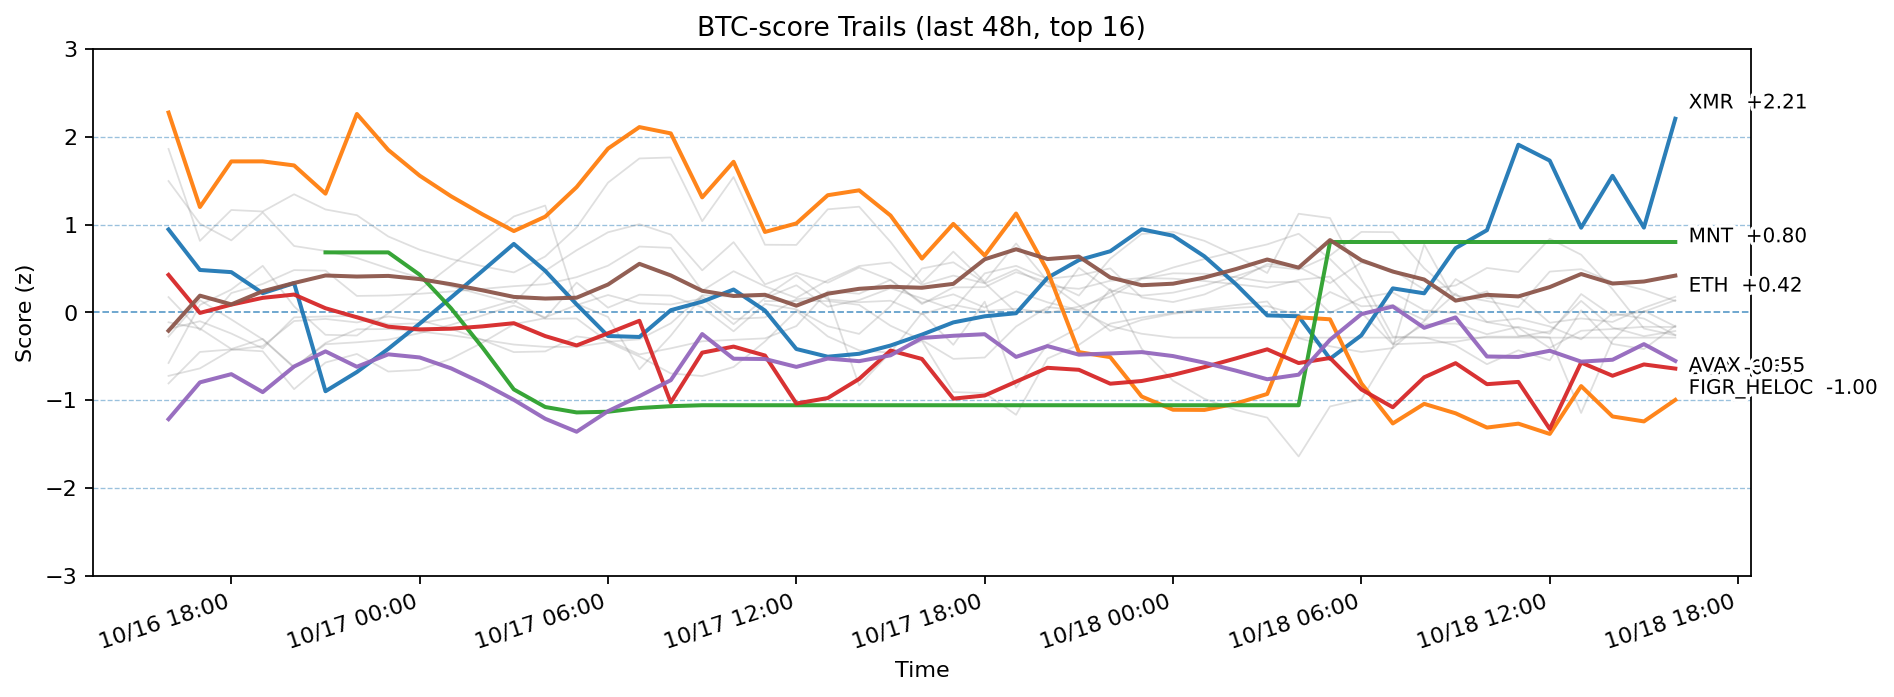 BTC-score Trails (last 48h, top 16)
Score (z)
3
2
1
0
−1
−2
−3
XMR +2.21
MNT +0.80
ETH +0.42
AVAX -0.55
FIGR_HELOC -1.00
10/16 18:00
10/17 00:00
10/17 06:00
10/17 12:00
10/17 18:00
10/18 00:00
10/18 06:00
10/18 12:00
10/18 18:00
Time